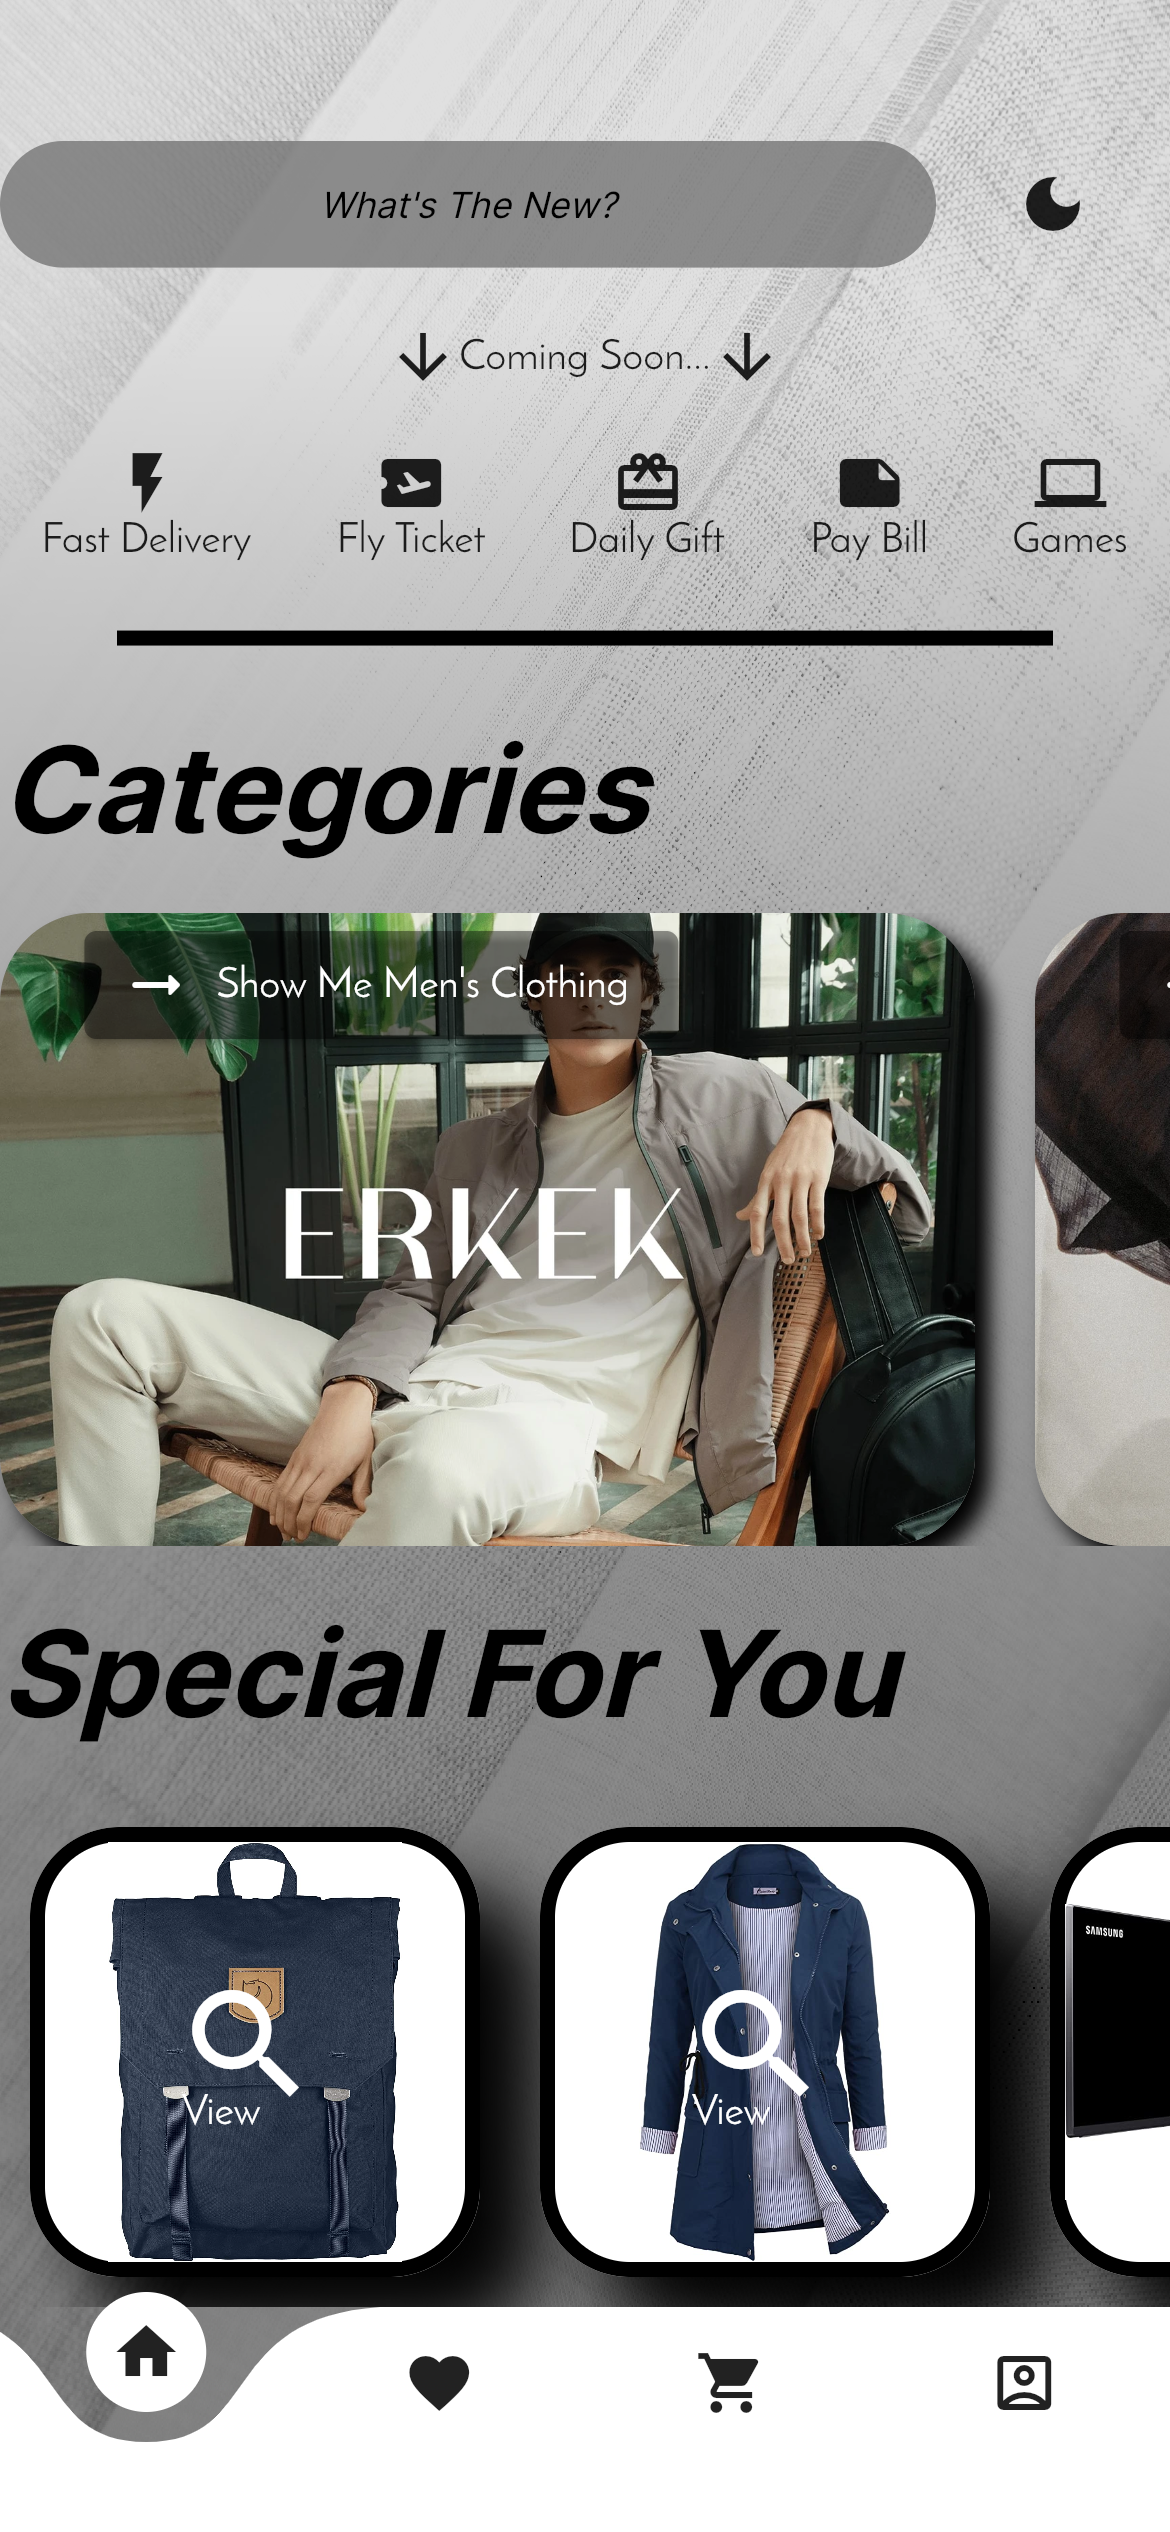 What's The New?
Coming Soon...
Fast Delivery
Fly Ticket
Daily Gift
Pay Bill
Games
Categories
Show Me Men's Clothing
ERKEK
Special For You
View
View
SAMSUNG